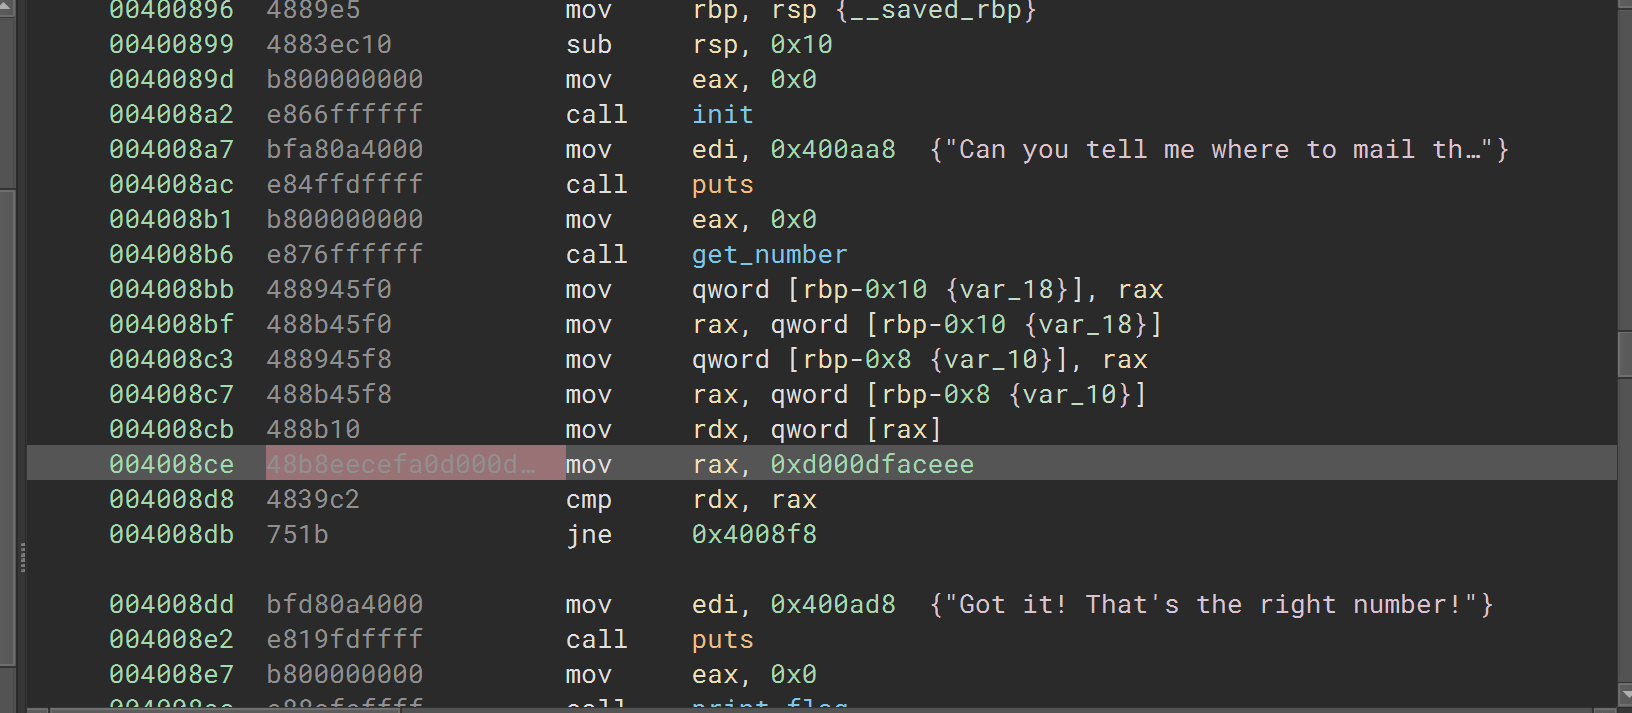 00400896 4889e5 mov rbp, rsp {__saved_rbp}
00400899 4883ec10 sub rsp, 0x10
0040089d b800000000 mov eax, 0x0
004008a2 e866ffffff call init
004008a7 bfa80a4000 mov edi, 0x400aa8 {"Can you tell me where to mail th…"}
004008ac e84ffdffff call puts
004008b1 b800000000 mov eax, 0x0
004008b6 e876ffffff call get_number
004008bb 488945f0 mov qword [rbp-0x10 {var_18}], rax
004008bf 488b45f0 mov rax, qword [rbp-0x10 {var_18}]
004008c3 488945f8 mov qword [rbp-0x8 {var_10}], rax
004008c7 488b45f8 mov rax, qword [rbp-0x8 {var_10}]
004008cb 488b10 mov rdx, qword [rax]
004008ce 48b8eecefa0d000d… mov rax, 0xd000dfaceee
004008d8 4839c2 cmp rdx, rax
004008db 751b jne 0x4008f8
004008dd bfd80a4000 mov edi, 0x400ad8 {"Got it! That's the right number!"}
004008e2 e819fdffff call puts
004008e7 b800000000 mov eax, 0x0
call print_flag